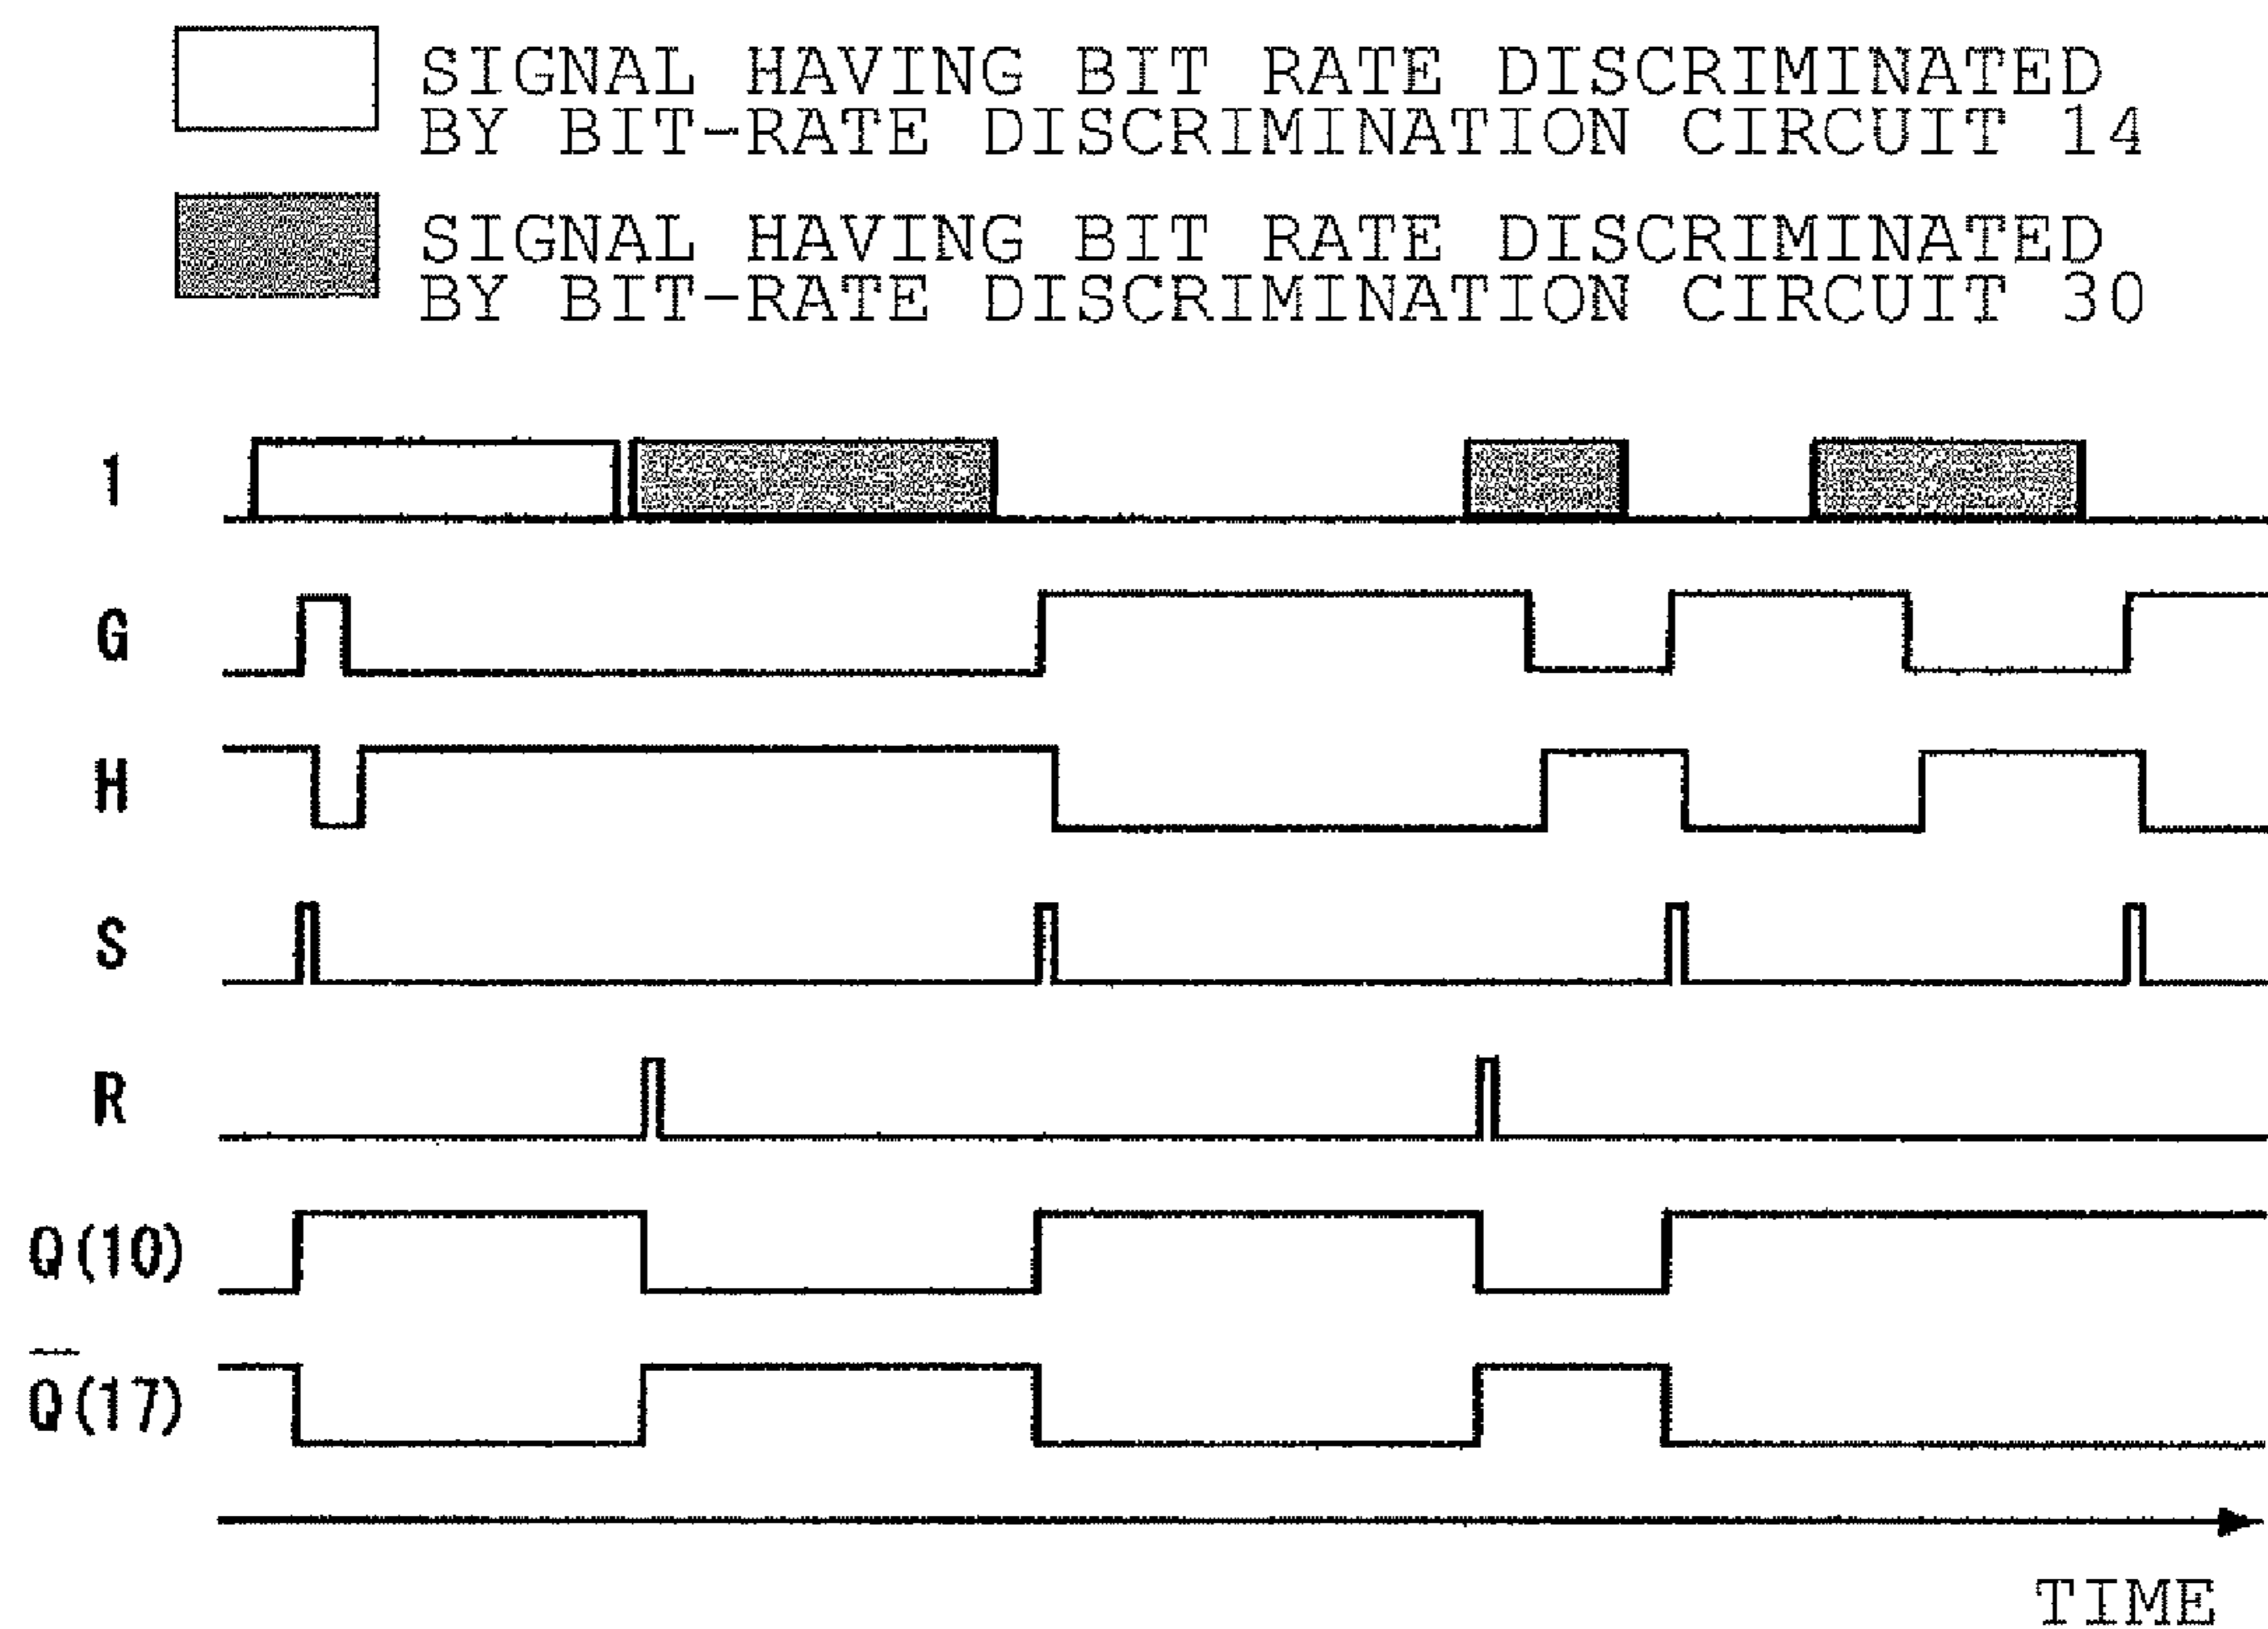 SIGNAL HAVING BIT RATE DISCRIMINATED
BY BIT-RATE DISCRIMINATION CIRCUIT 14
SIGNAL HAVING BIT RATE DISCRIMINATED
BY BIT-RATE DISCRIMINATION CIRCUIT 30
1
G
H
S
R
Q(10)
Q̅(17)
TIME